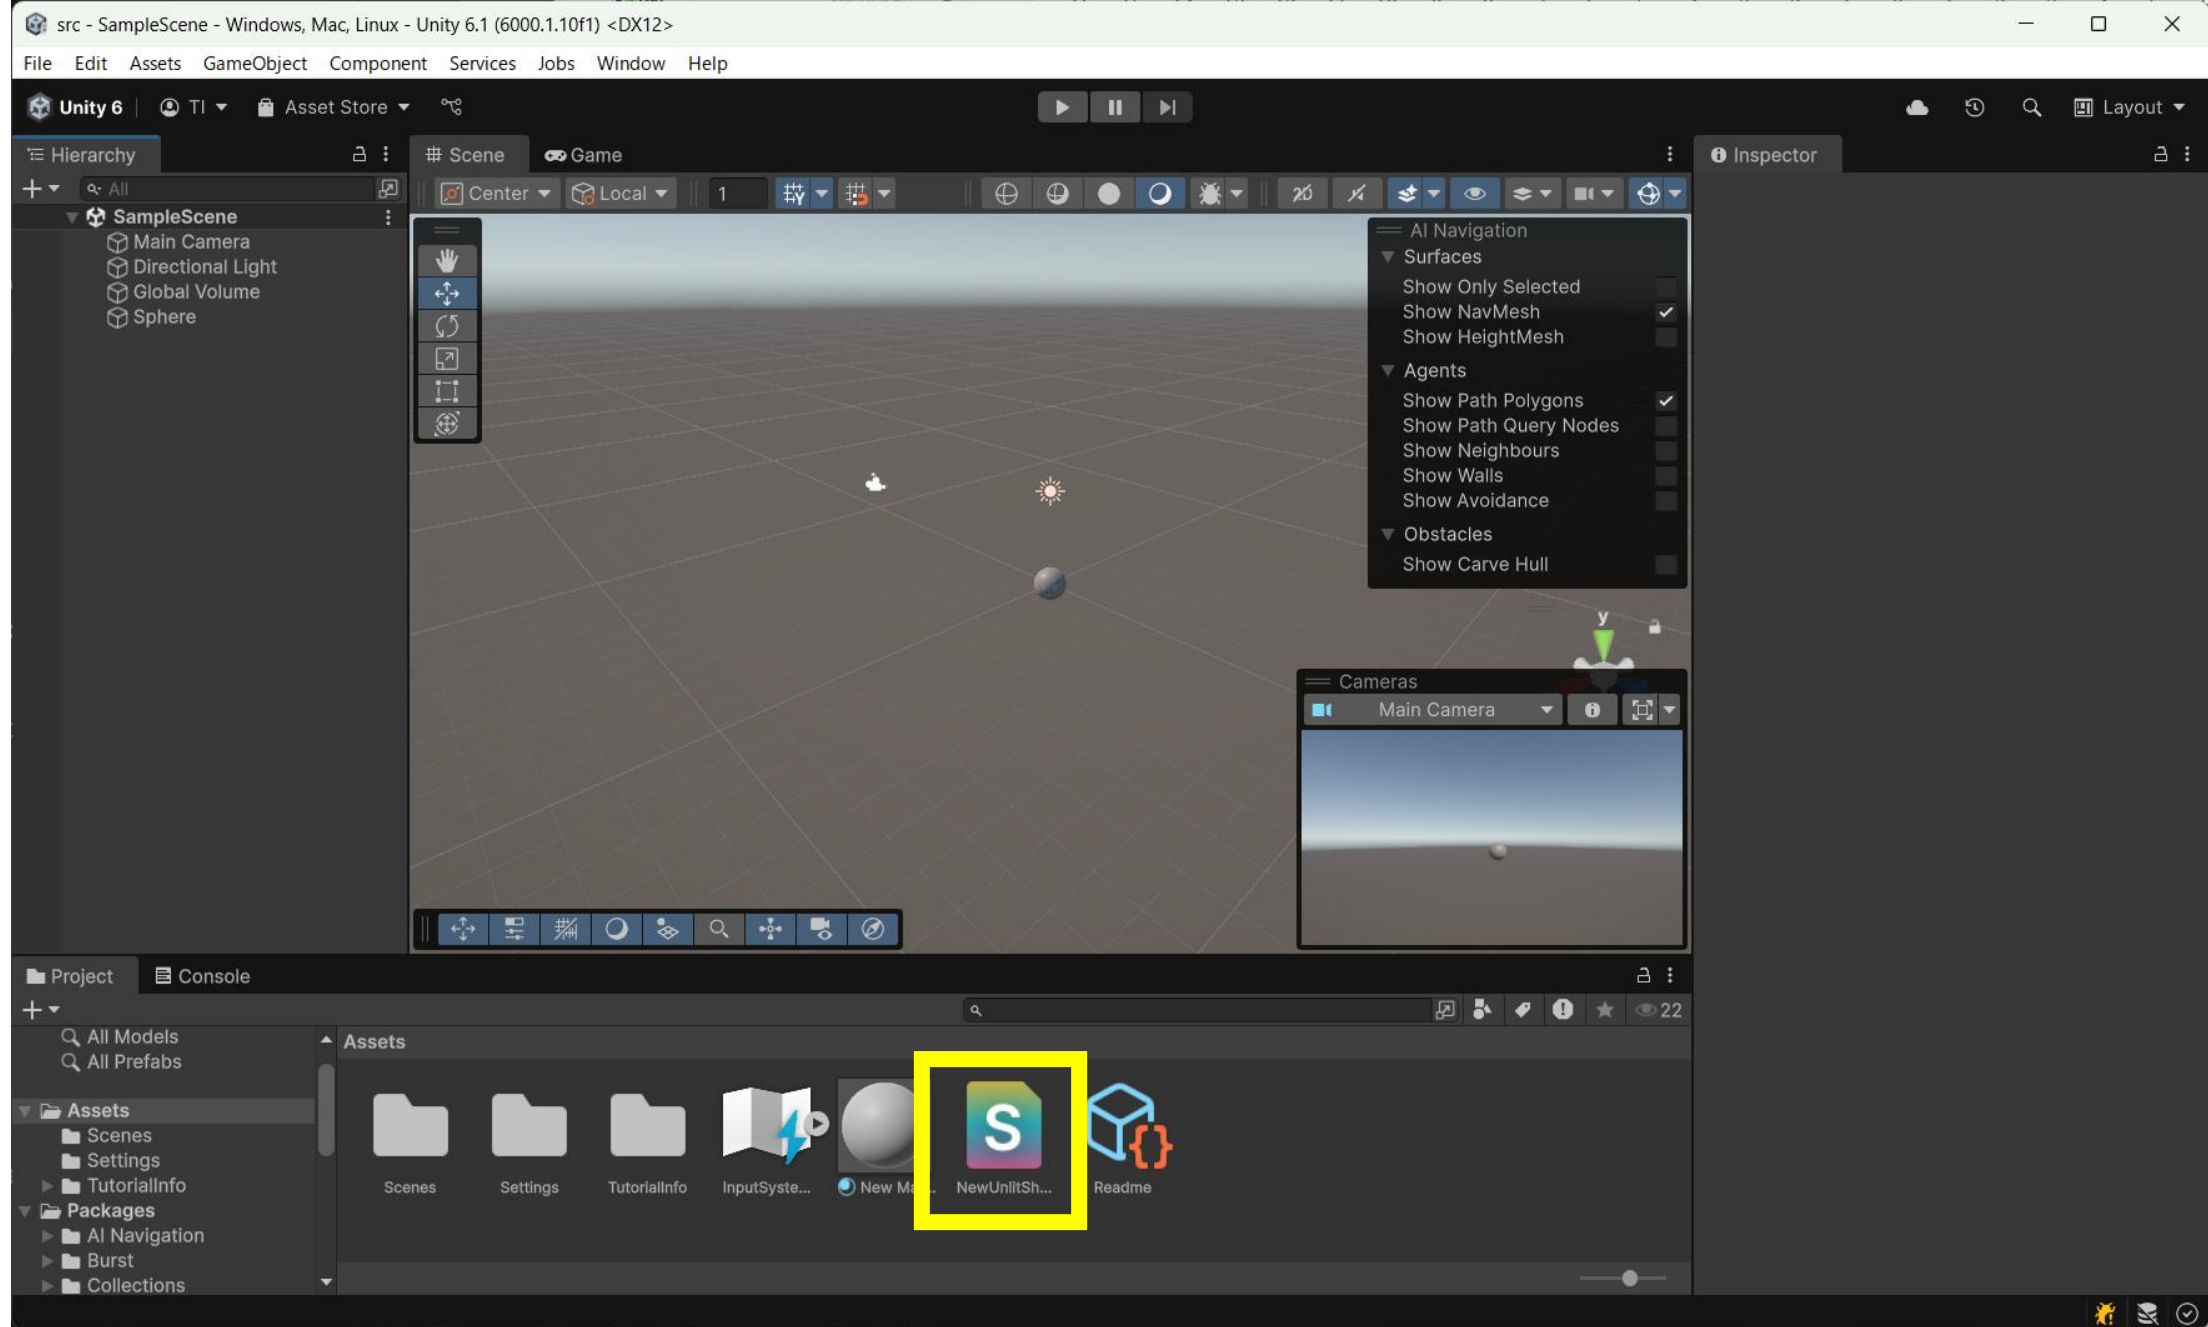 src - SampleScene - Windows, Mac, Linux - Unity 6.1 (6000.1.10f1) <DX12>
File Edit Assets GameObject Component Services Jobs Window Help
Unity 6 TI Asset Store Layout
Hierarchy
Scene Game
Inspector
All
Center Local 1 2D
SampleScene
Main Camera
Directional Light
Global Volume
Sphere
AI Navigation
Surfaces
Show Only Selected
Show NavMesh
Show HeightMesh
Agents
Show Path Polygons
Show Path Query Nodes
Show Neighbours
Show Walls
Show Avoidance
Obstacles
Show Carve Hull
y
Cameras
Main Camera
Project Console
22
All Models
All Prefabs
Assets
Scenes
Settings
TutorialInfo
Packages
AI Navigation
Burst
Collections
Assets
S
Scenes Settings TutorialInfo InputSyste... New Ma... NewUnlitSh... Readme